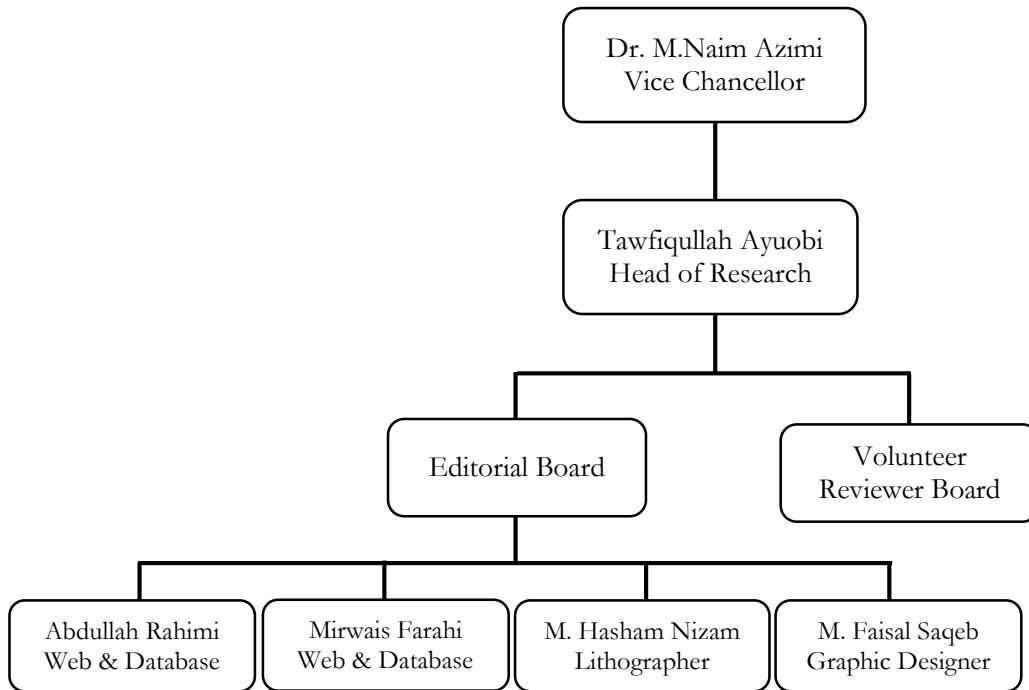 Dr. M.Naim Azimi
Vice Chancellor
Tawfiqullah Ayuobi
Head of Research
Editorial Board
Volunteer
Reviewer Board
Abdullah Rahimi
Web & Database
Mirwais Farahi
Web & Database
M. Hasham Nizam
Lithographer
M. Faisal Saqeb
Graphic Designer